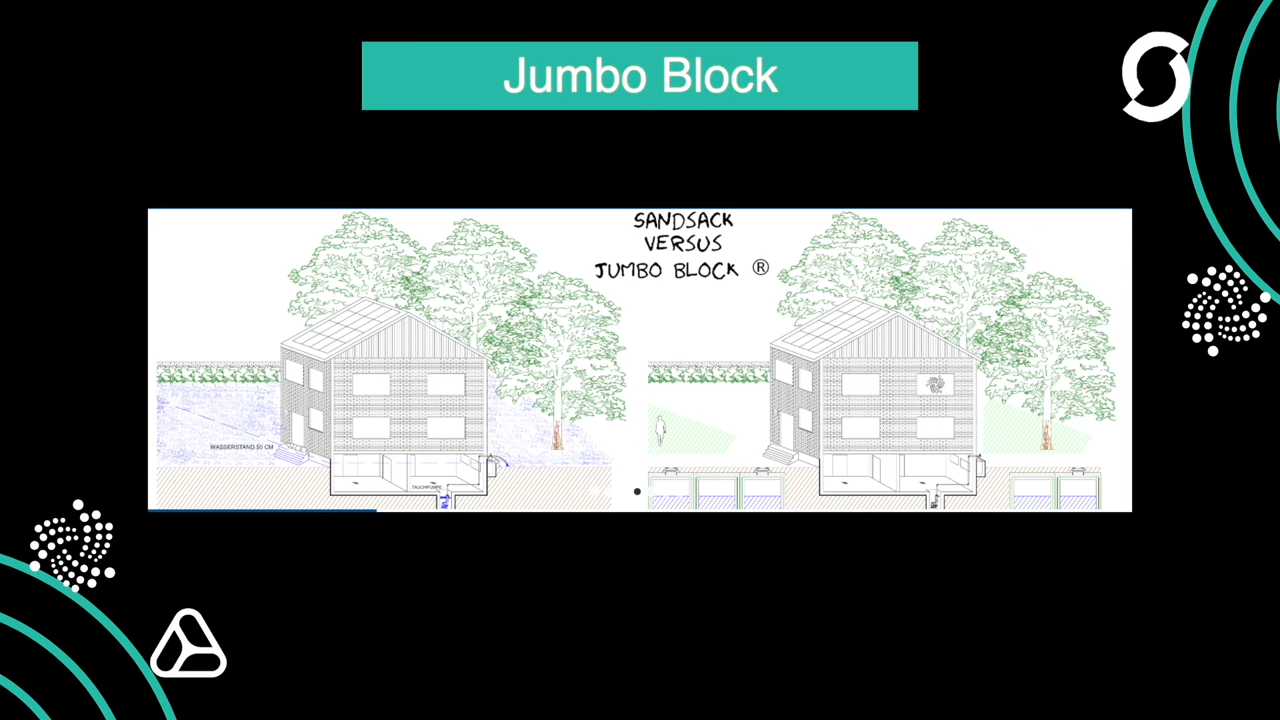 Jumbo Block
SANDSACK
VERSUS
JUMBO BLOCK ®
WASSERSTAND 50 CM
TAUCHPUMPE